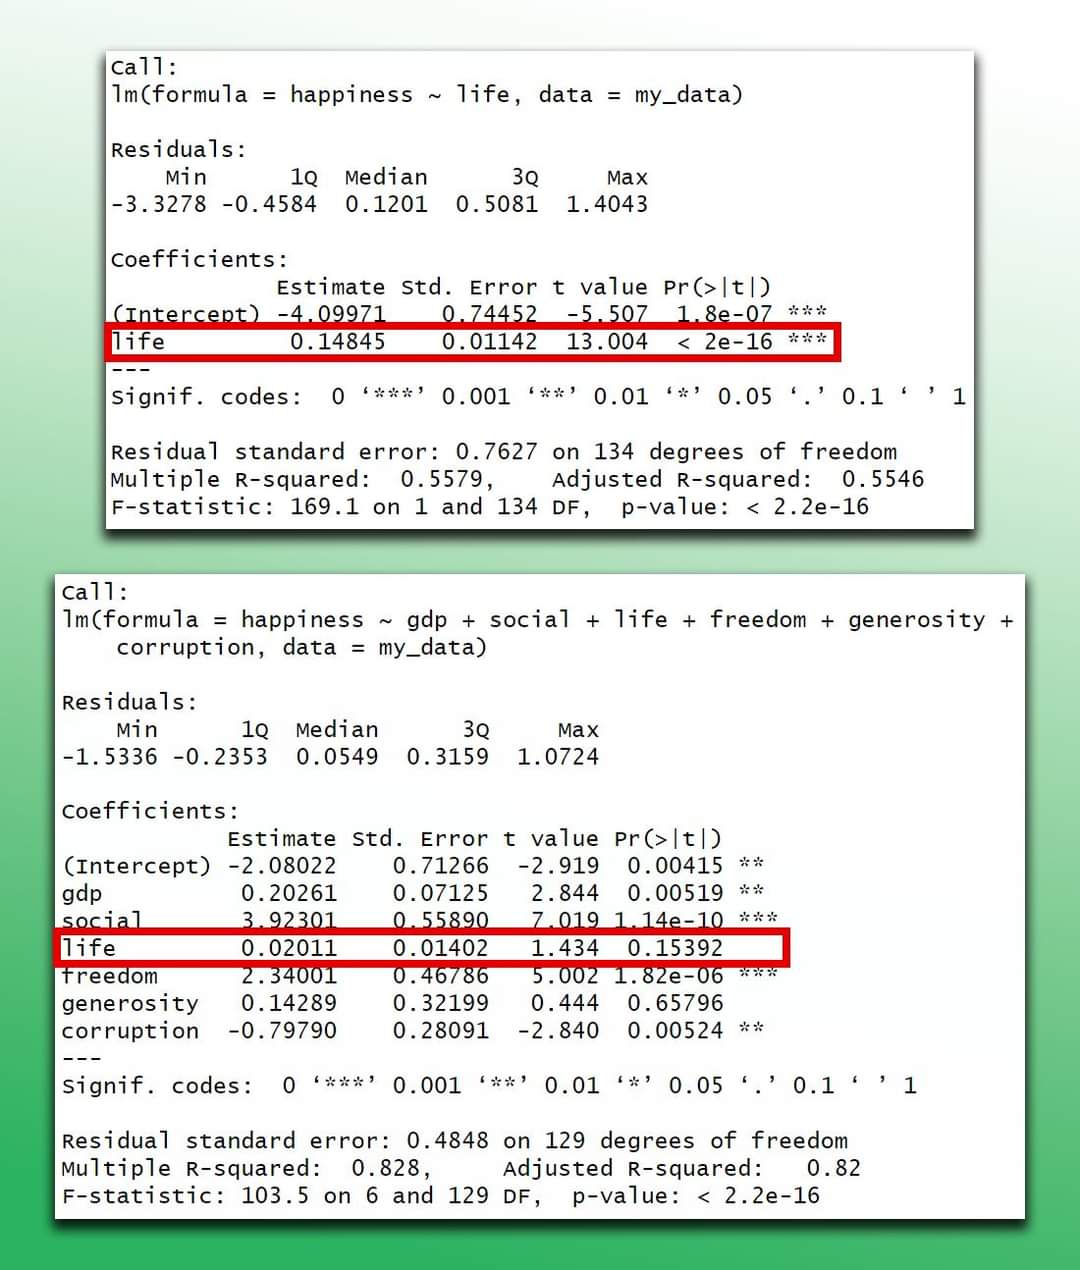 Call:
lm(formula = happiness ~ life, data = my_data)
Residuals:
Min 1Q Median 3Q Max
-3.3278 -0.4584 0.1201 0.5081 1.4043
Coefficients:
Estimate Std. Error t value Pr(>|t|)
(Intercept) -4.09971 0.74452 -5.507 1.8e-07 ***
life 0.14845 0.01142 13.004 < 2e-16 ***
---
Signif. codes: 0 ‘***’ 0.001 ‘**’ 0.01 ‘*’ 0.05 ‘.’ 0.1 ‘ ’ 1
Residual standard error: 0.7627 on 134 degrees of freedom
Multiple R-squared: 0.5579, Adjusted R-squared: 0.5546
F-statistic: 169.1 on 1 and 134 DF, p-value: < 2.2e-16
Call:
lm(formula = happiness ~ gdp + social + life + freedom + generosity +
corruption, data = my_data)
Residuals:
Min 1Q Median 3Q Max
-1.5336 -0.2353 0.0549 0.3159 1.0724
Coefficients:
Estimate Std. Error t value Pr(>|t|)
(Intercept) -2.08022 0.71266 -2.919 0.00415 **
gdp 0.20261 0.07125 2.844 0.00519 **
social 3.92301 0.55890 7.019 1.14e-10 ***
life 0.02011 0.01402 1.434 0.15392
freedom 2.34001 0.46786 5.002 1.82e-06 ***
generosity 0.14289 0.32199 0.444 0.65796
corruption -0.79790 0.28091 -2.840 0.00524 **
---
Signif. codes: 0 ‘***’ 0.001 ‘**’ 0.01 ‘*’ 0.05 ‘.’ 0.1 ‘ ’ 1
Residual standard error: 0.4848 on 129 degrees of freedom
Multiple R-squared: 0.828, Adjusted R-squared: 0.82
F-statistic: 103.5 on 6 and 129 DF, p-value: < 2.2e-16